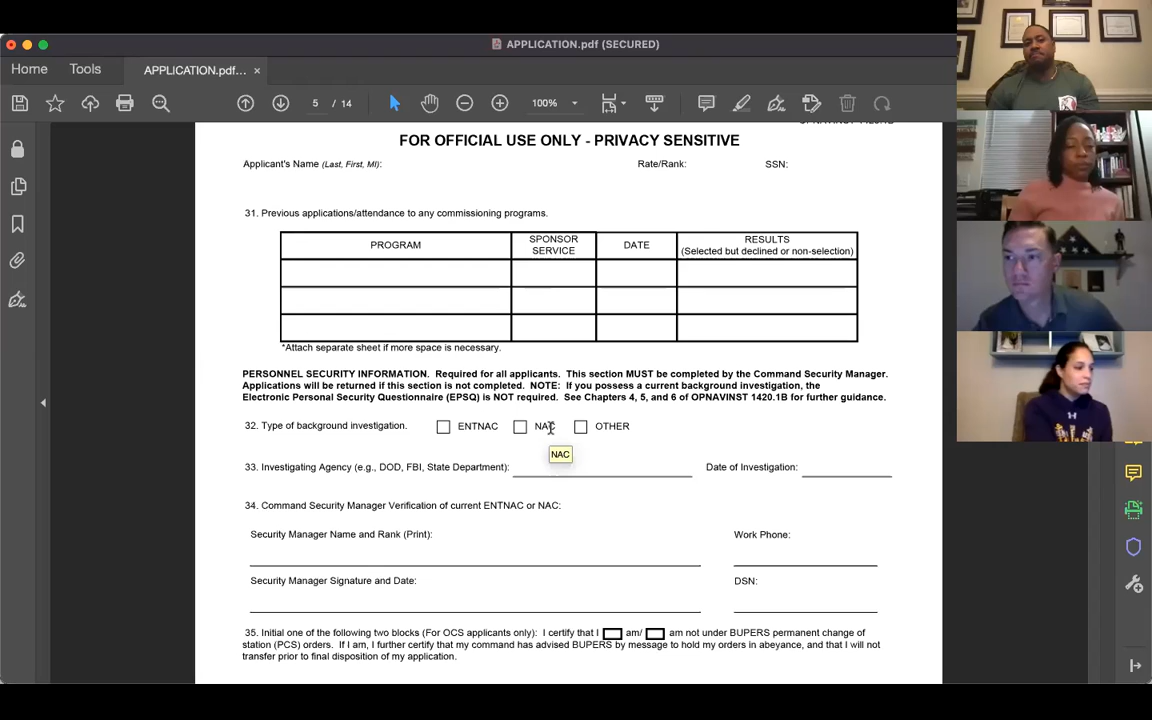 APPLICATION.pdf (SECURED)
Home Tools APPLICATION.pdf... ×
5 / 14 100%
FOR OFFICIAL USE ONLY - PRIVACY SENSITIVE
Applicant's Name (Last, First, MI): Rate/Rank: SSN:
31. Previous applications/attendance to any commissioning programs.
PROGRAM SPONSOR SERVICE DATE RESULTS (Selected but declined or non-selection)
*Attach separate sheet if more space is necessary.
PERSONNEL SECURITY INFORMATION. Required for all applicants. This section MUST be completed by the Command Security Manager.
Applications will be returned if this section is not completed. NOTE: If you possess a current background investigation, the
Electronic Personal Security Questionnaire (EPSQ) is NOT required. See Chapters 4, 5, and 6 of OPNAVINST 1420.1B for further guidance.
32. Type of background investigation. ENTNAC NAC OTHER
NAC
33. Investigating Agency (e.g., DOD, FBI, State Department): Date of Investigation:
34. Command Security Manager Verification of current ENTNAC or NAC:
Security Manager Name and Rank (Print): Work Phone:
Security Manager Signature and Date: DSN:
35. Initial one of the following two blocks (For OCS applicants only): I certify that I am/ am not under BUPERS permanent change of
station (PCS) orders. If I am, I further certify that my command has advised BUPERS by message to hold my orders in abeyance, and that I will not
transfer prior to final disposition of my application.